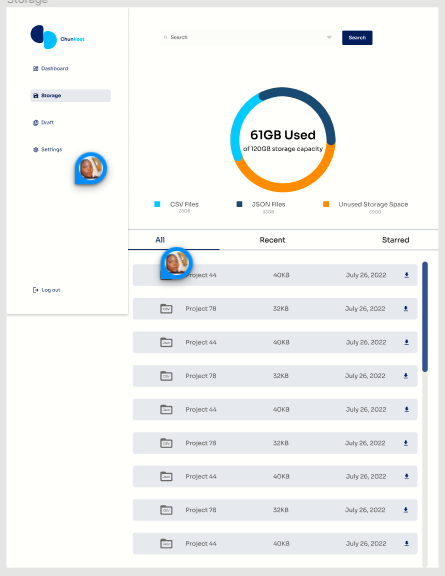 Storage
Chunkast
Search
Search
Dashboard
Storage
Draft
Settings
Log out
61GB Used
of 120GB storage capacity
CSV Files
JSON Files
Unused Storage Space
All
Recent
Starred
Project 44 40KB July 26, 2022
Project 78 32KB July 26, 2022
Project 44 40KB July 26, 2022
Project 78 32KB July 26, 2022
Project 44 40KB July 26, 2022
Project 78 32KB July 26, 2022
Project 44 40KB July 26, 2022
Project 78 32KB July 26, 2022
Project 44 40KB July 26, 2022